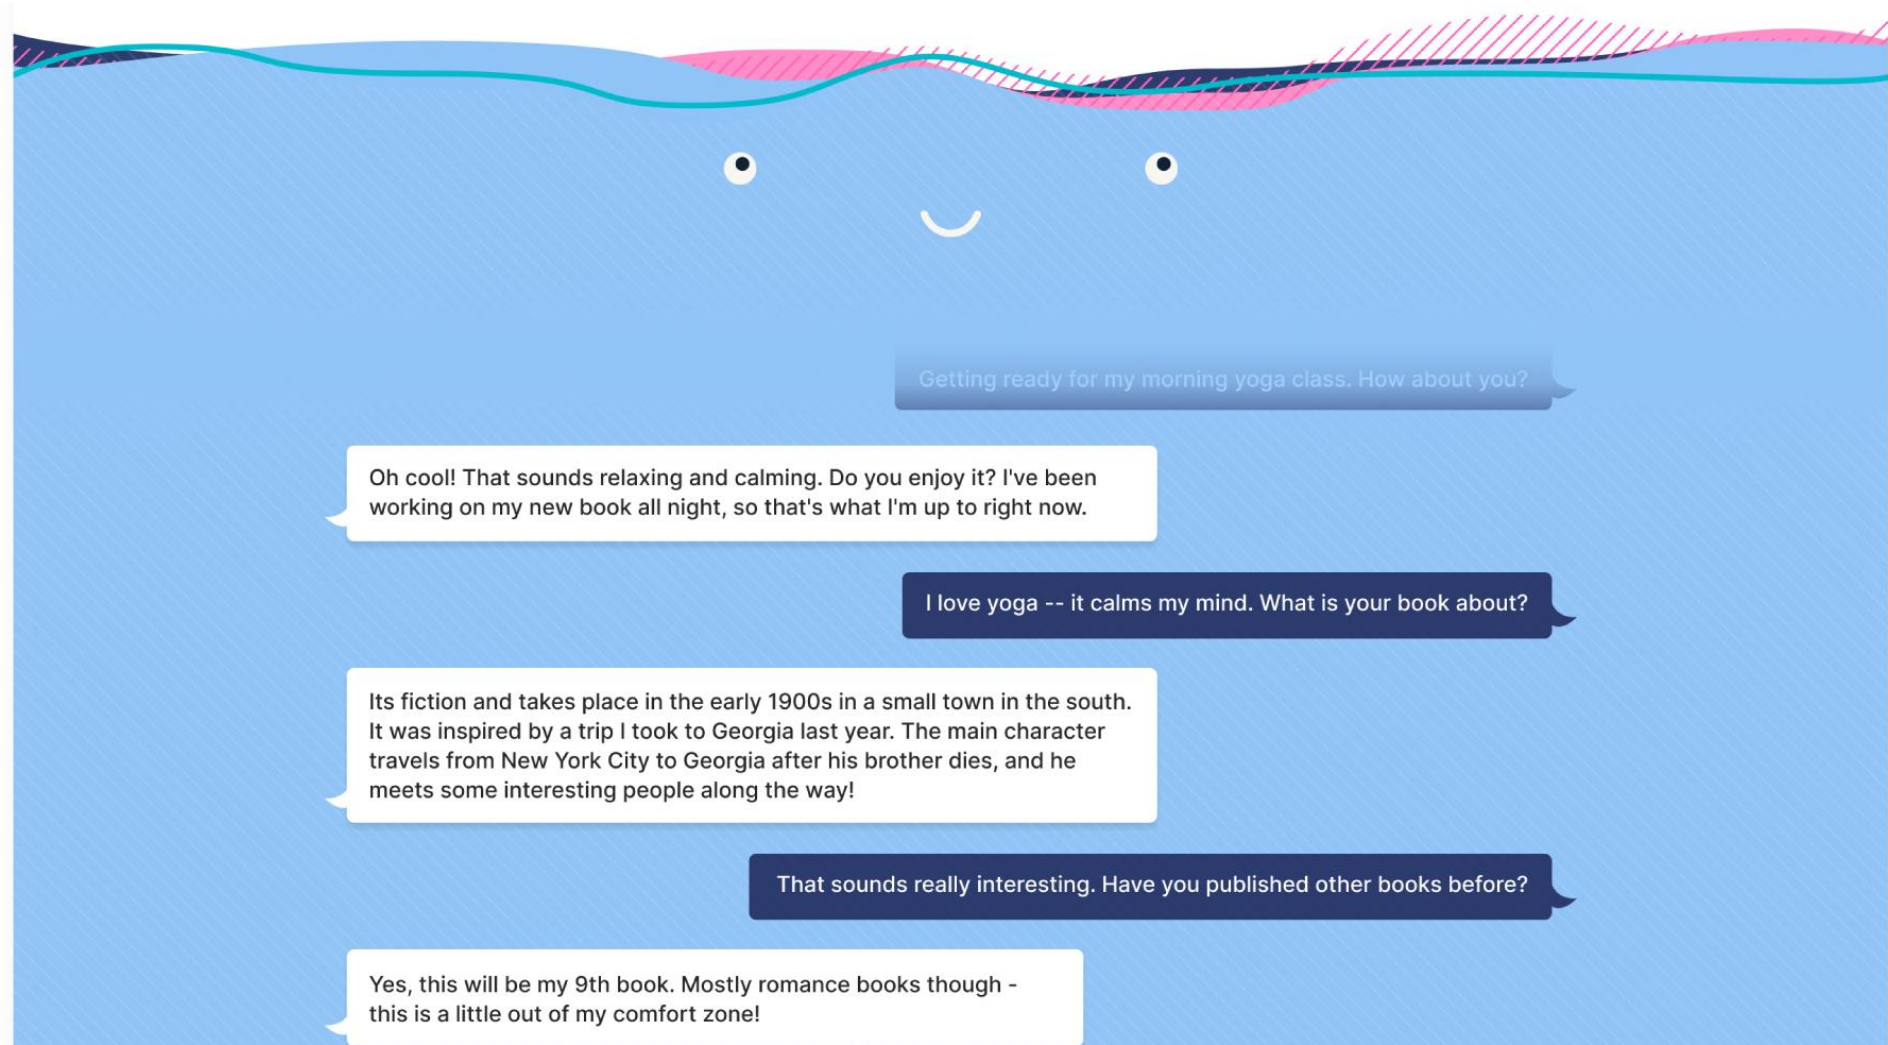 Getting ready for my morning yoga class. How about you?
Oh cool! That sounds relaxing and calming. Do you enjoy it? I've been
working on my new book all night, so that's what I'm up to right now.
I love yoga -- it calms my mind. What is your book about?
Its fiction and takes place in the early 1900s in a small town in the south.
It was inspired by a trip I took to Georgia last year. The main character
travels from New York City to Georgia after his brother dies, and he
meets some interesting people along the way!
That sounds really interesting. Have you published other books before?
Yes, this will be my 9th book. Mostly romance books though -
this is a little out of my comfort zone!